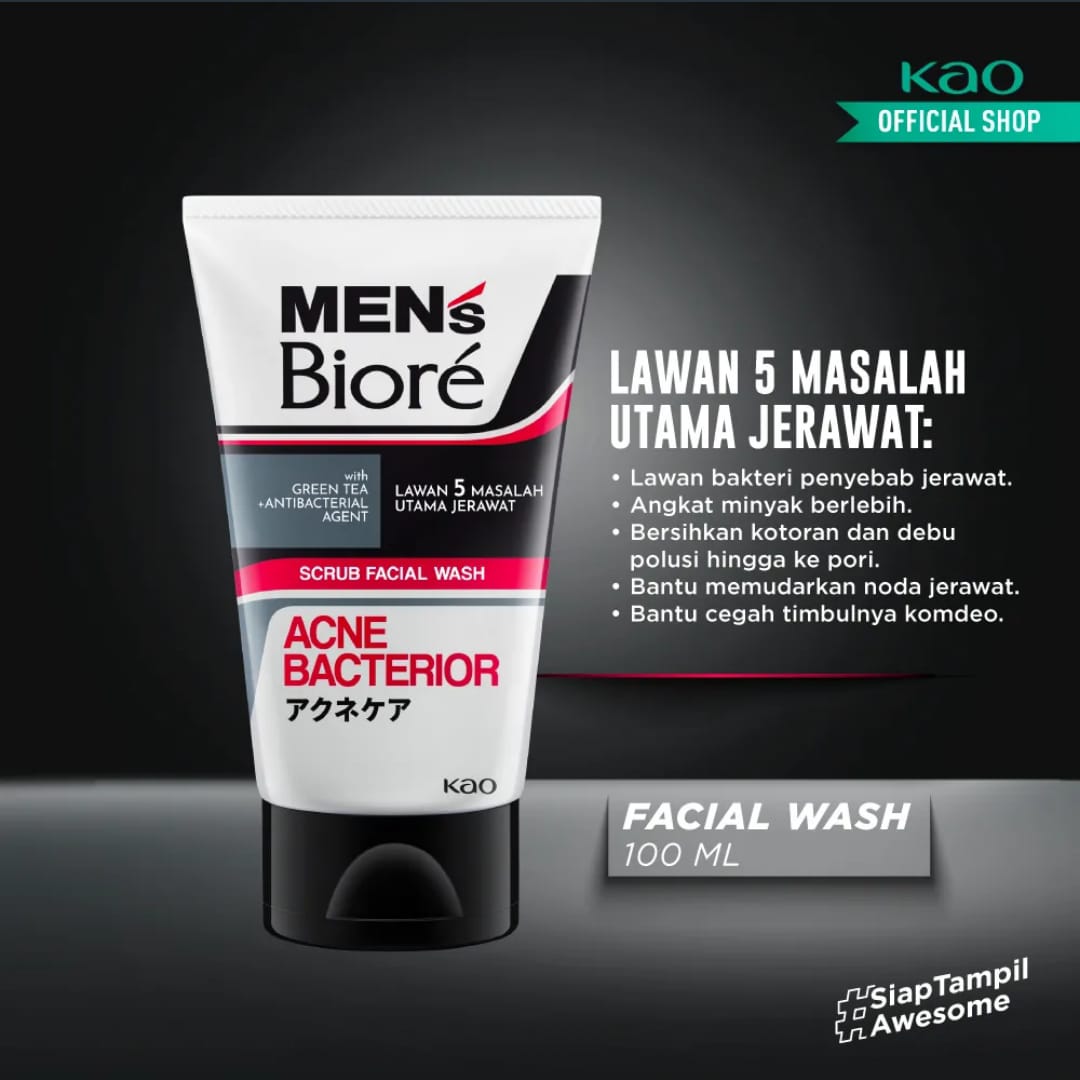 Kao
OFFICIAL SHOP
MEN's
Bioré
with
GREEN TEA
+ANTIBACTERIAL
AGENT
LAWAN 5 MASALAH
UTAMA JERAWAT
SCRUB FACIAL WASH
ACNE
BACTERIOR
アクネケア
Kao
LAWAN 5 MASALAH
UTAMA JERAWAT:
• Lawan bakteri penyebab jerawat.
• Angkat minyak berlebih.
• Bersihkan kotoran dan debu
polusi hingga ke pori.
• Bantu memudarkan noda jerawat.
• Bantu cegah timbulnya komdeo.
FACIAL WASH
100 ML
#SiapTampil
Awesome